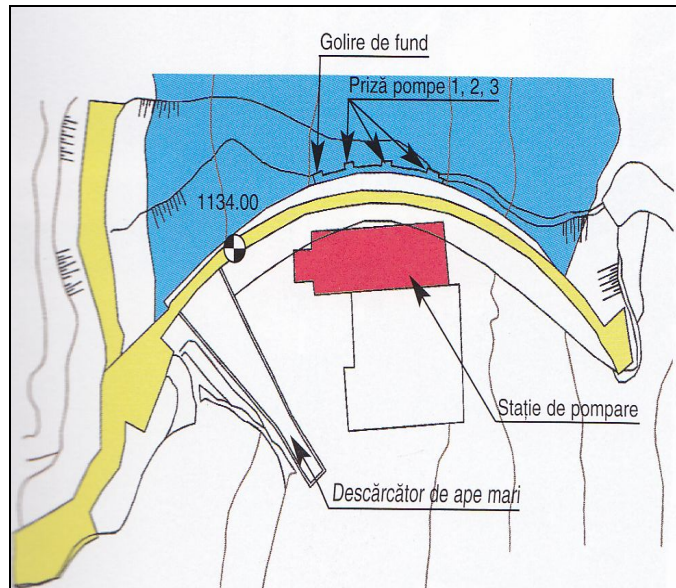 Golire de fund
Priză pompe 1, 2, 3
1134.00
Stație de pompare
Descărcător de ape mari